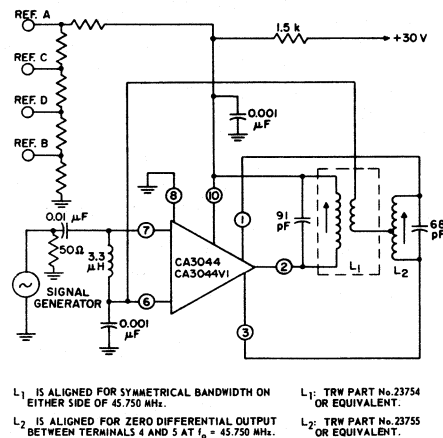 REF. A
1.5 k
+30 V
REF. C
REF. D
0.001
μF
REF. B
8
10
1
0.01 μF
50Ω
7
3.3
μH
CA3044
CA3044V1
91
pF
68
pF
L1
L2
2
SIGNAL
GENERATOR
6
0.001
μF
3
L1 IS ALIGNED FOR SYMMETRICAL BANDWIDTH ON
EITHER SIDE OF 45.750 MHz.
L2 IS ALIGNED FOR ZERO DIFFERENTIAL OUTPUT
BETWEEN TERMINALS 4 AND 5 AT fo = 45.750 MHz.
L1: TRW PART No.23754
OR EQUIVALENT.
L2: TRW PART No.23755
OR EQUIVALENT.